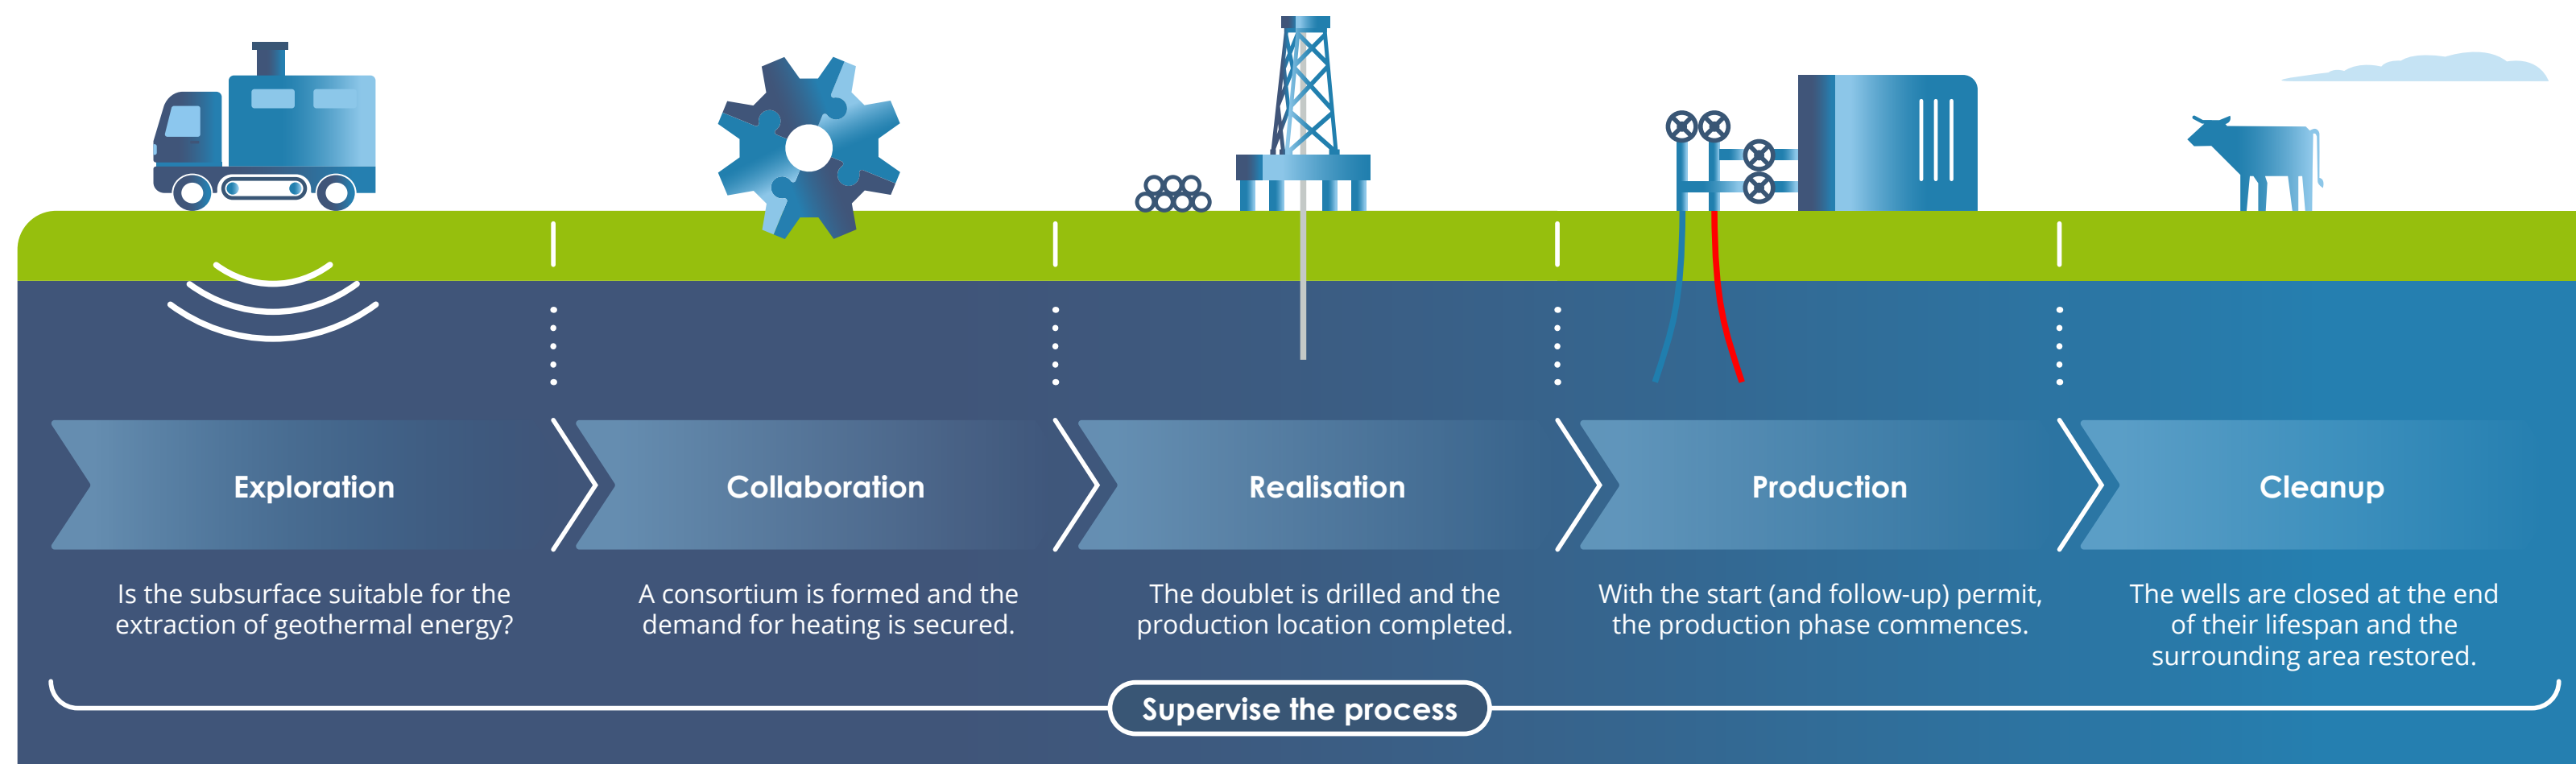 Exploration
Is the subsurface suitable for the
extraction of geothermal energy?
Collaboration
A consortium is formed and the
demand for heating is secured.
Realisation
The doublet is drilled and the
production location completed.
Production
With the start (and follow-up) permit,
the production phase commences.
Cleanup
The wells are closed at the end
of their lifespan and the
surrounding area restored.
Supervise the process